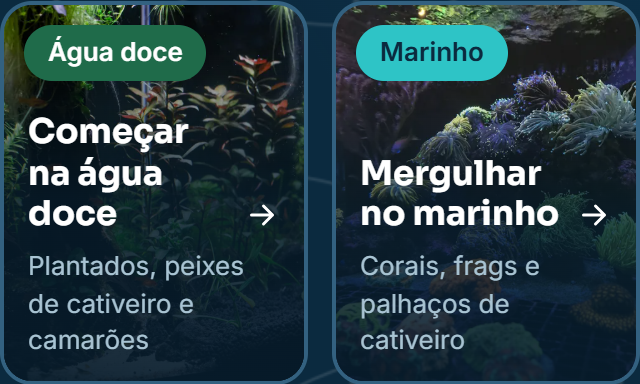 Água doce
Começar
na água
doce
Plantados, peixes
de cativeiro e
camarões
Marinho
Mergulhar
no marinho
Corais, frags e
palhaços de
cativeiro